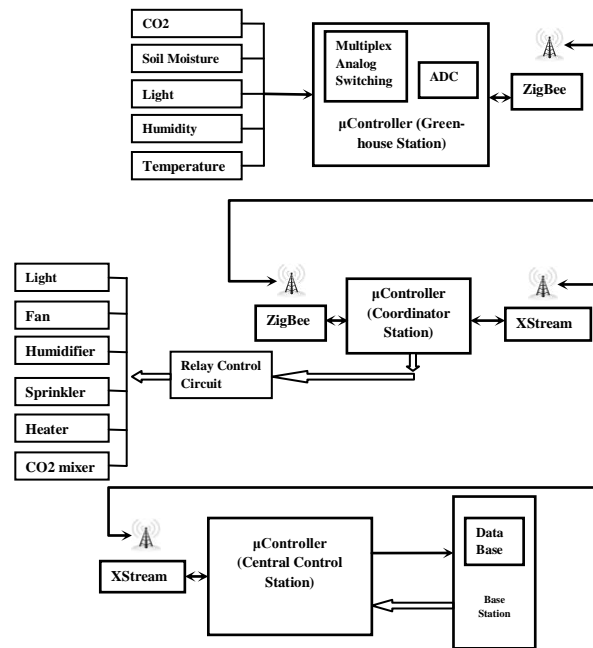 CO2
Soil Moisture
Light
Humidity
Temperature
Multiplex
Analog
Switching
ADC
µController (Green-
house Station)
ZigBee
Light
Fan
Humidifier
Sprinkler
Heater
CO2 mixer
Relay Control
Circuit
ZigBee
µController
(Coordinator
Station)
XStream
XStream
µController
(Central Control
Station)
Data
Base
Base
Station